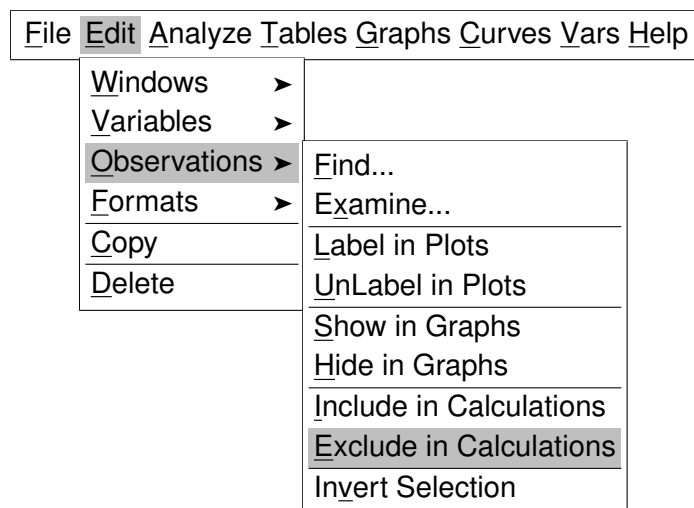 File Edit Analyze Tables Graphs Curves Vars Help
Windows ➤
Variables ➤
Observations ➤
Formats ➤
Copy
Delete
Find...
Examine...
Label in Plots
UnLabel in Plots
Show in Graphs
Hide in Graphs
Include in Calculations
Exclude in Calculations
Invert Selection